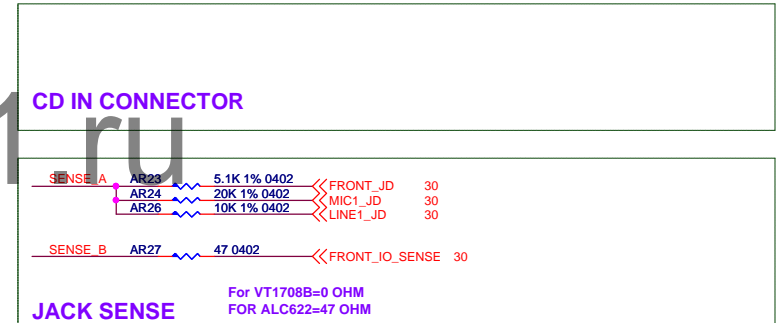 CD IN CONNECTOR
1.ru
SENSE_A AR23 5.1K 1% 0402 FRONT_JD 30
AR24 20K 1% 0402 MIC1_JD 30
AR26 10K 1% 0402 LINE1_JD 30
SENSE_B AR27 47 0402 FRONT_IO_SENSE 30
For VT1708B=0 OHM
FOR ALC622=47 OHM
JACK SENSE